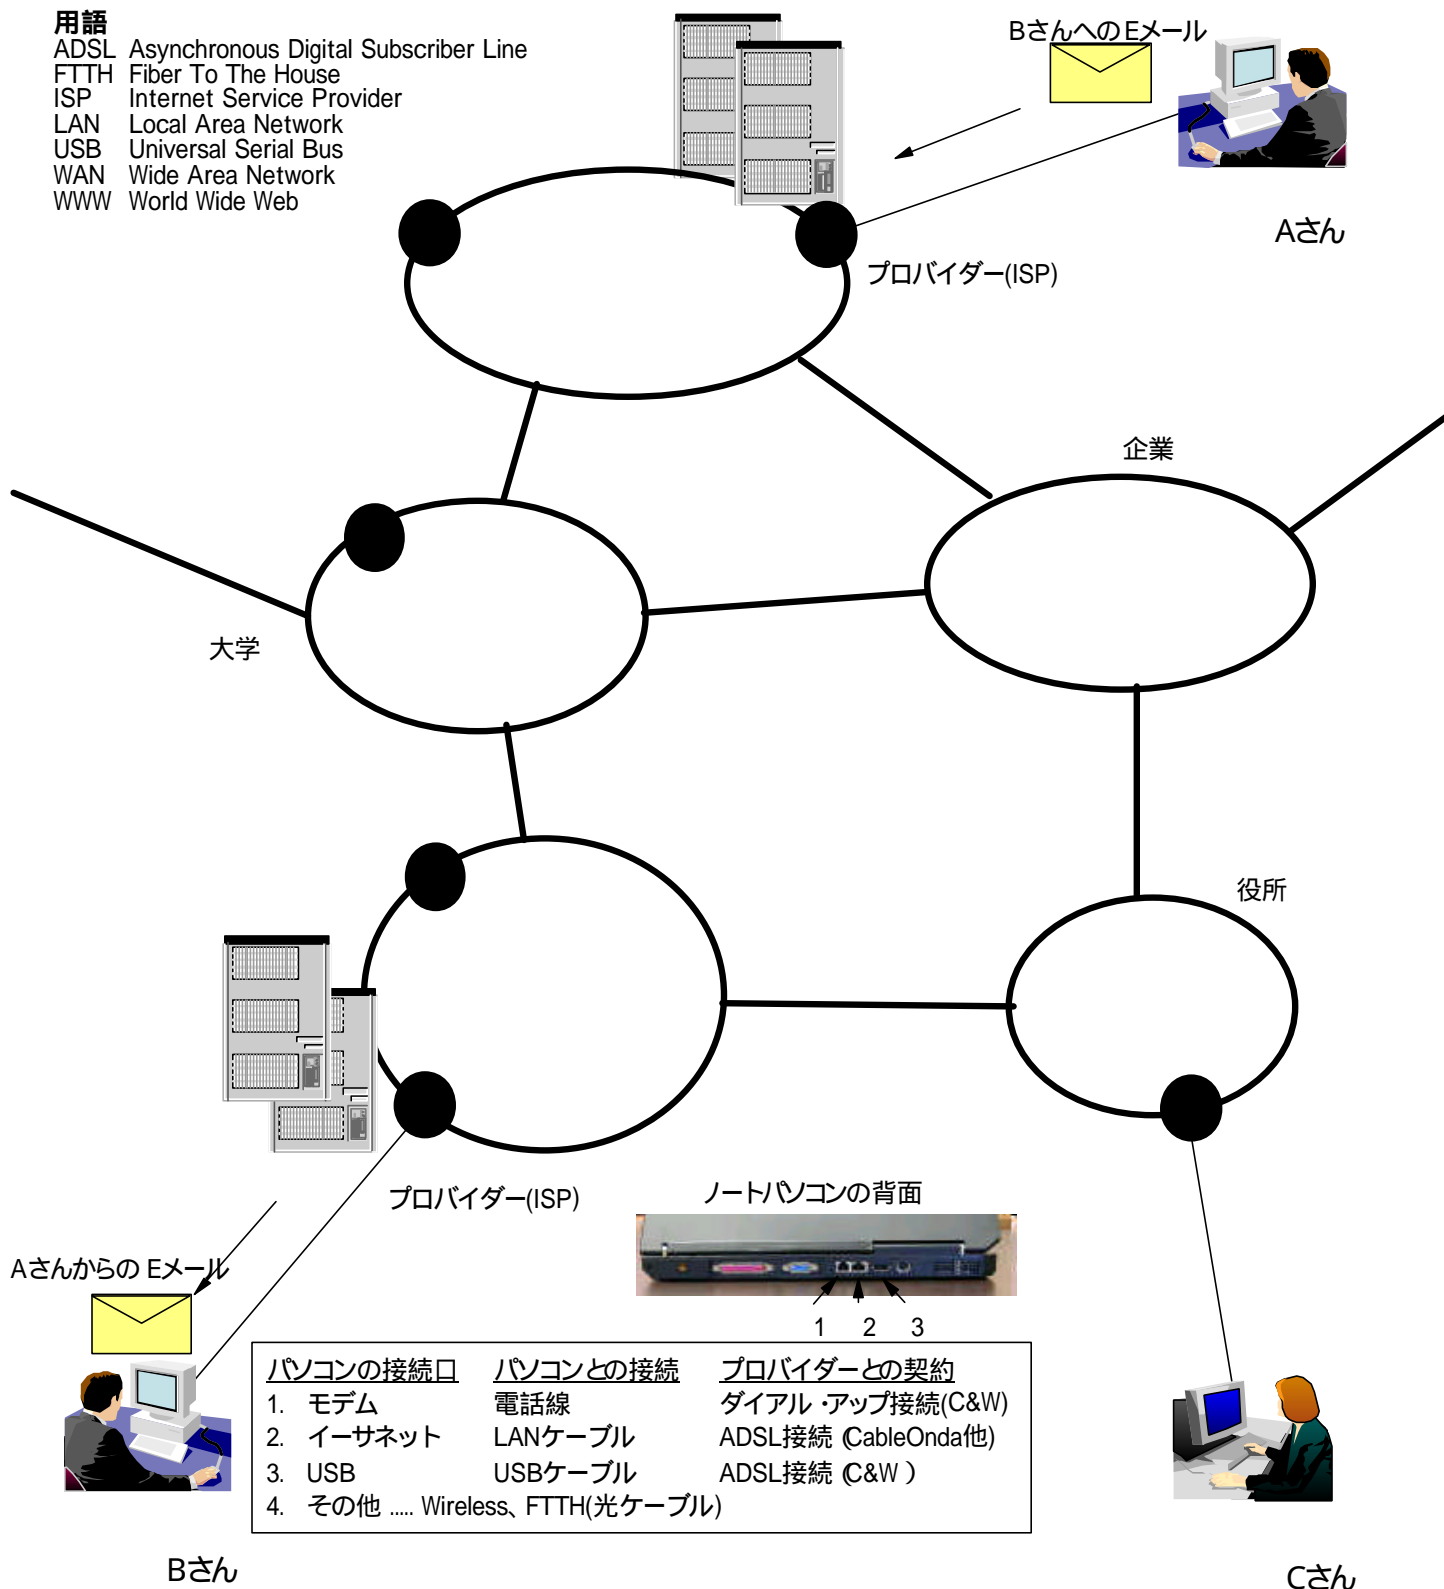 用語
ADSL Asynchronous Digital Subscriber Line
FTTH Fiber To The House
ISP Internet Service Provider
LAN Local Area Network
USB Universal Serial Bus
WAN Wide Area Network
WWW World Wide Web
BさんへのEメール
Aさん
プロバイダー(ISP)
企業
大学
役所
プロバイダー(ISP)
ノートパソコンの背面
1 2 3
AさんからのEメール
パソコンの接続口 パソコンとの接続 プロバイダーとの契約
1. モデム 電話線 ダイアル・アップ接続(C&W)
2. イーサネット LANケーブル ADSL接続(CableOnda他)
3. USB USBケーブル ADSL接続(C&W)
4. その他 ..... Wireless、FTTH(光ケーブル)
Bさん
Cさん